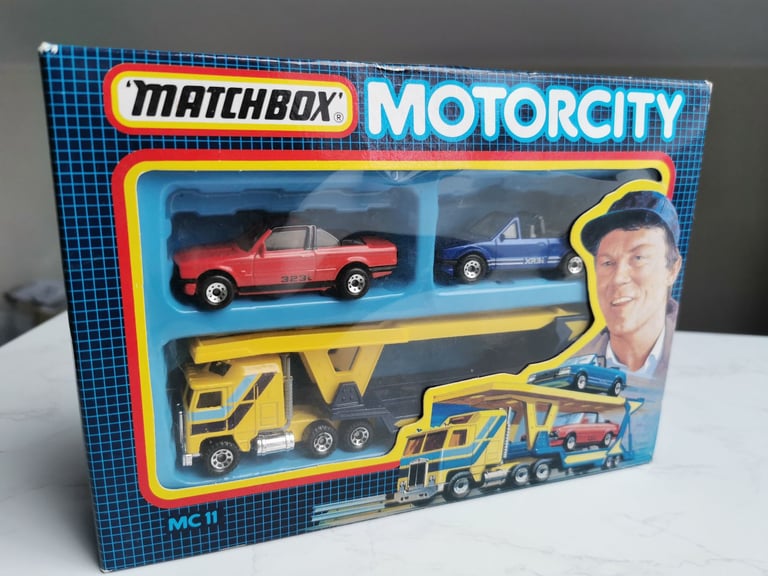 'MATCHBOX'®
MOTORCITY
323i
XR3i
MC 11